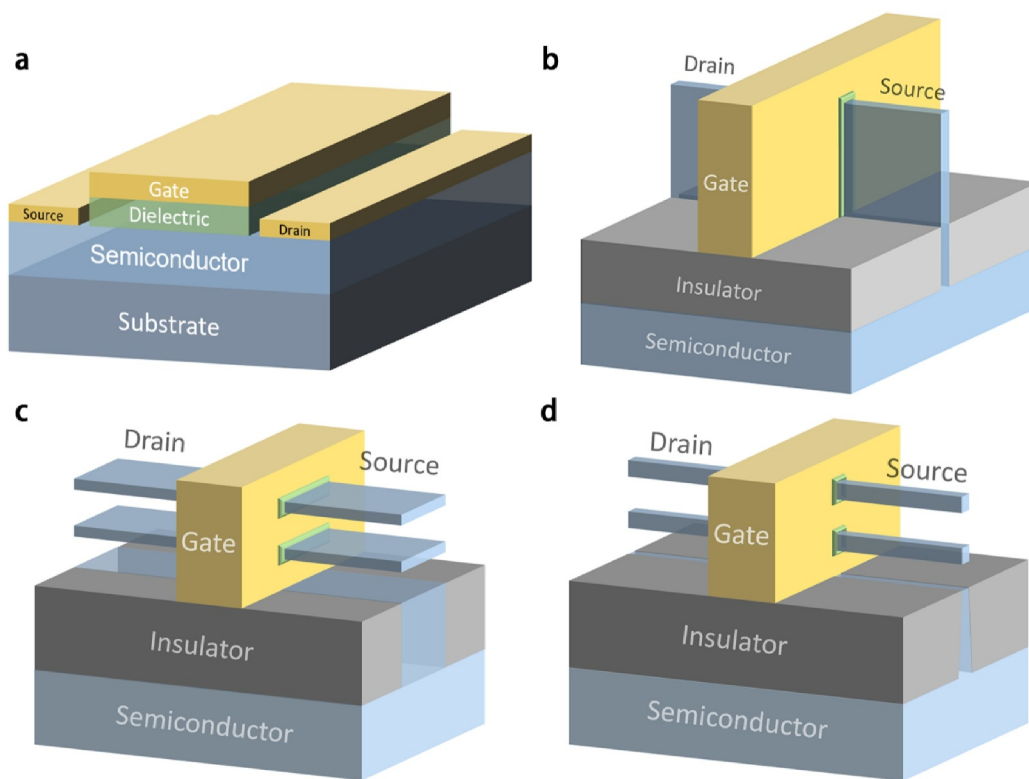 a
Gate
Source
Dielectric
Drain
Semiconductor
Substrate
b
Drain
Source
Gate
Insulator
Semiconductor
c
Drain
Source
Gate
Insulator
Semiconductor
d
Drain
Source
Gate
Insulator
Semiconductor